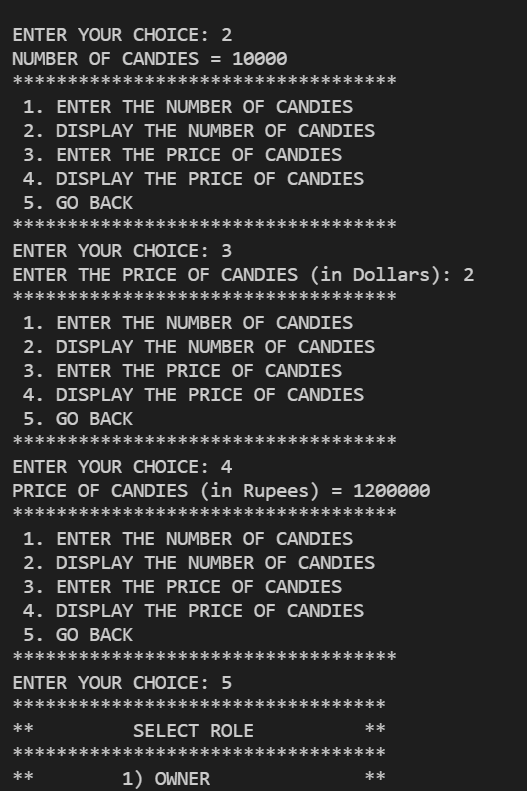 ENTER YOUR CHOICE: 2
NUMBER OF CANDIES = 10000
***********************************
1. ENTER THE NUMBER OF CANDIES
2. DISPLAY THE NUMBER OF CANDIES
3. ENTER THE PRICE OF CANDIES
4. DISPLAY THE PRICE OF CANDIES
5. GO BACK
***********************************
ENTER YOUR CHOICE: 3
ENTER THE PRICE OF CANDIES (in Dollars): 2
***********************************
1. ENTER THE NUMBER OF CANDIES
2. DISPLAY THE NUMBER OF CANDIES
3. ENTER THE PRICE OF CANDIES
4. DISPLAY THE PRICE OF CANDIES
5. GO BACK
***********************************
ENTER YOUR CHOICE: 4
PRICE OF CANDIES (in Rupees) = 1200000
***********************************
1. ENTER THE NUMBER OF CANDIES
2. DISPLAY THE NUMBER OF CANDIES
3. ENTER THE PRICE OF CANDIES
4. DISPLAY THE PRICE OF CANDIES
5. GO BACK
***********************************
ENTER YOUR CHOICE: 5
**********************************
**         SELECT ROLE          **
**********************************
**        1) OWNER              **